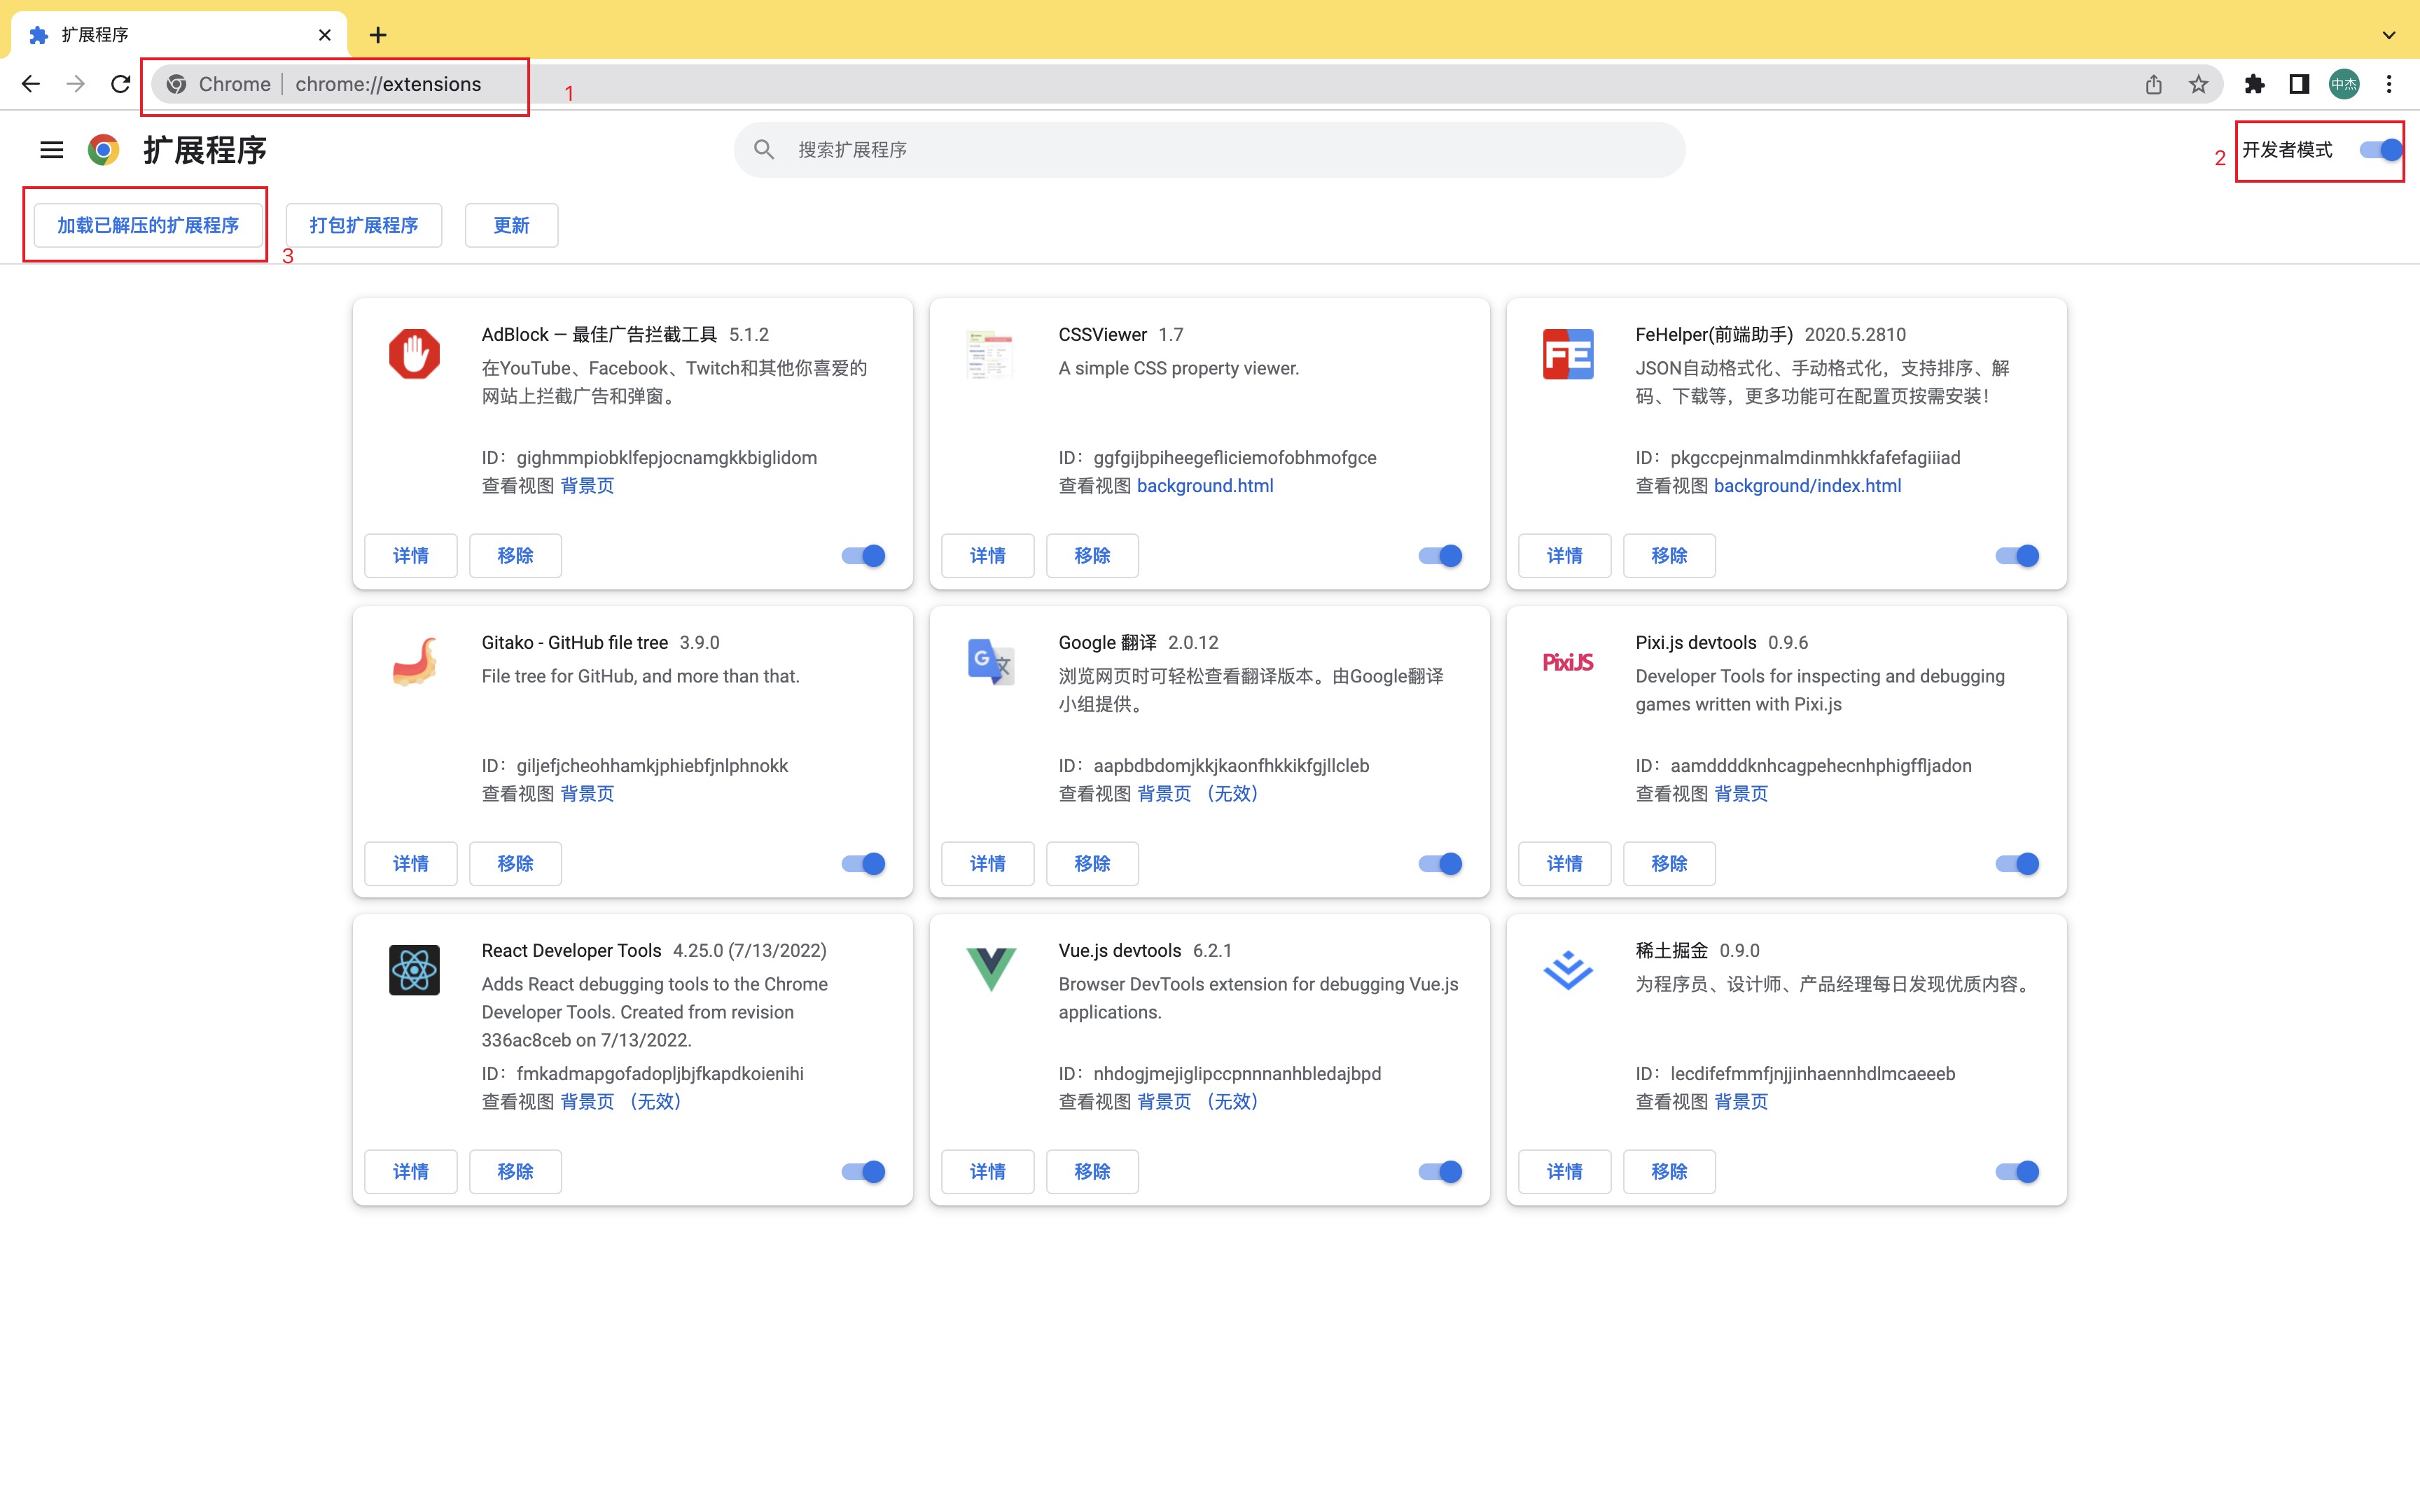 扩展程序
Chrome | chrome://extensions
1
中杰
扩展程序
搜索扩展程序
2
开发者模式
加载已解压的扩展程序
打包扩展程序
更新
3
AdBlock — 最佳广告拦截工具 5.1.2
在YouTube、Facebook、Twitch和其他你喜爱的
网站上拦截广告和弹窗。
ID：gighmmpiobklfepjocnamgkkbiglidom
查看视图 背景页
详情
移除
CSSViewer 1.7
A simple CSS property viewer.
ID：ggfgijbpiheegefliciemofobhmofgce
查看视图 background.html
详情
移除
FE
FeHelper(前端助手) 2020.5.2810
JSON自动格式化、手动格式化，支持排序、解
码、下载等，更多功能可在配置页按需安装！
ID：pkgccpejnmalmdinmhkkfafefagiiiad
查看视图 background/index.html
详情
移除
Gitako - GitHub file tree 3.9.0
File tree for GitHub, and more than that.
ID：giljefjcheohhamkjphiebfjnlphnokk
查看视图 背景页
详情
移除
G 文
Google 翻译 2.0.12
浏览网页时可轻松查看翻译版本。由Google翻译
小组提供。
ID：aapbdbdomjkkjkaonfhkkikfgjllcleb
查看视图 背景页 （无效）
详情
移除
PixiJS
Pixi.js devtools 0.9.6
Developer Tools for inspecting and debugging
games written with Pixi.js
ID：aamddddknhcagpehecnhphigffljadon
查看视图 背景页
详情
移除
React Developer Tools 4.25.0 (7/13/2022)
Adds React debugging tools to the Chrome
Developer Tools. Created from revision
336ac8ceb on 7/13/2022.
ID：fmkadmapgofadopljbjfkapdkoienihi
查看视图 背景页 （无效）
详情
移除
Vue.js devtools 6.2.1
Browser DevTools extension for debugging Vue.js
applications.
ID：nhdogjmejiglipccpnnnanhbledajbpd
查看视图 背景页 （无效）
详情
移除
稀土掘金 0.9.0
为程序员、设计师、产品经理每日发现优质内容。
ID：lecdifefmmfjnjjinhaennhdlmcaeeeb
查看视图 背景页
详情
移除